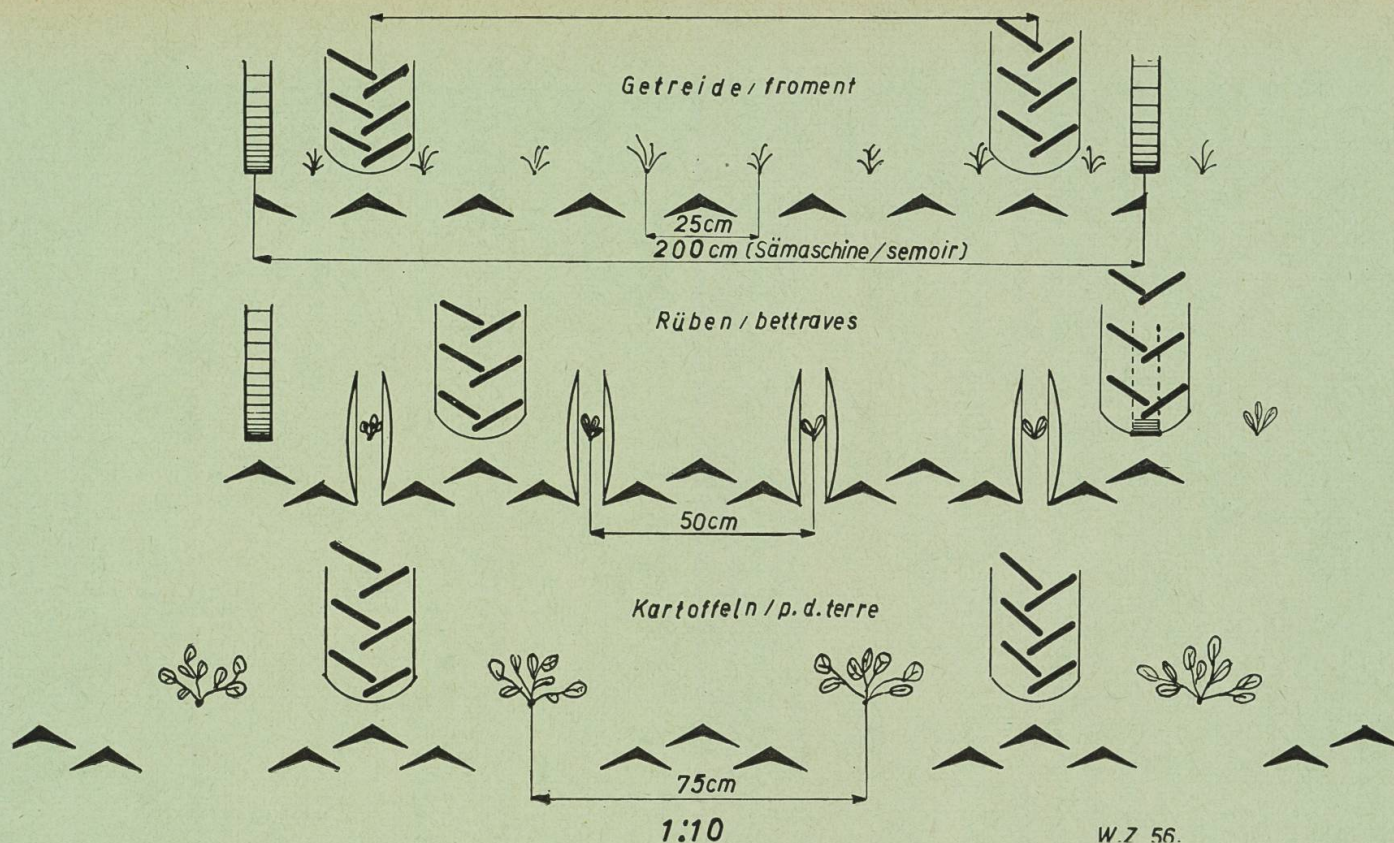 Getreide / froment
25cm
200 cm (Sämaschine/semoir)
Rüben / bettraves
50cm
Kartoffeln / p.d.terre
75cm
1:10
W.Z 56.